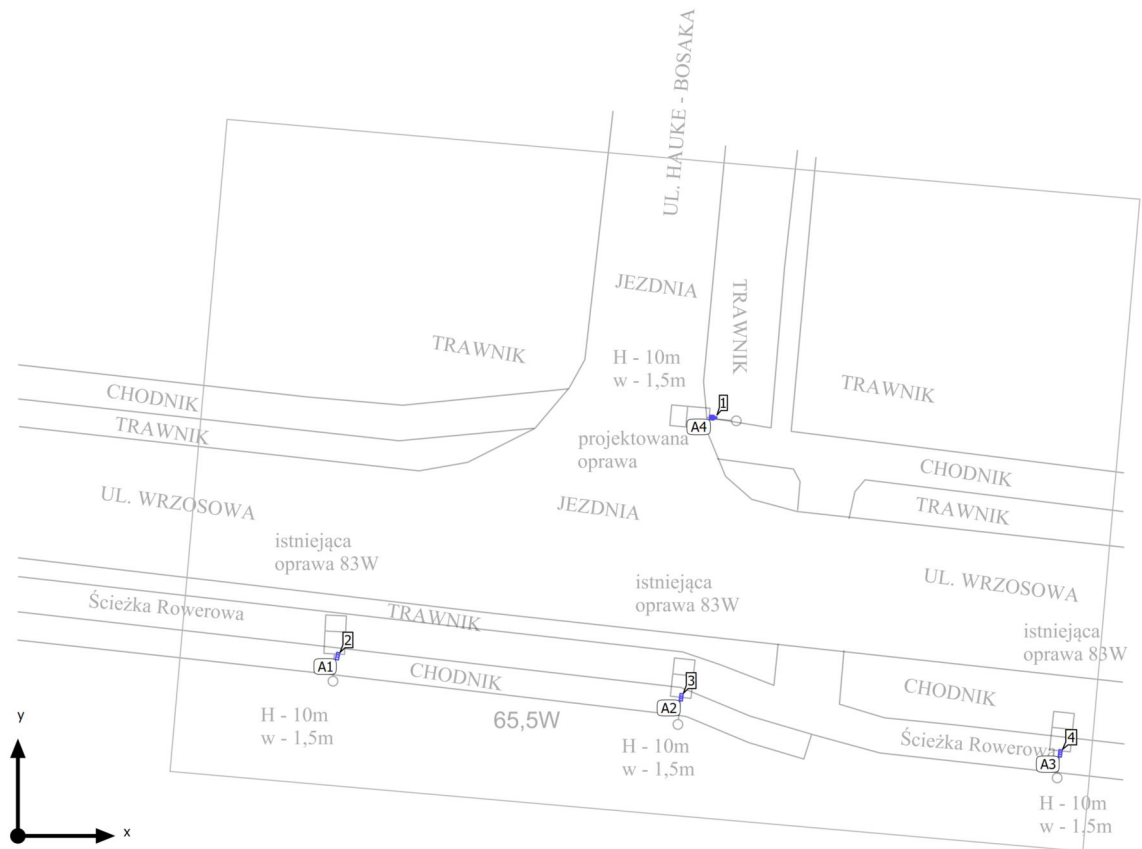 UL. HAUKE - BOSAKA
JEZDNIA
TRAWNIK
TRAWNIK
H - 10m
w - 1,5m
TRAWNIK
CHODNIK
TRAWNIK
1
A4
projektowana
oprawa
CHODNIK
TRAWNIK
UL. WRZOSOWA
JEZDNIA
istniejąca
oprawa 83W
istniejąca
oprawa 83W
UL. WRZOSOWA
Ścieżka Rowerowa
TRAWNIK
istniejąca
oprawa 83W
2
A1
CHODNIK
3
A2
CHODNIK
H - 10m
w - 1,5m
65,5W
H - 10m
w - 1,5m
Ścieżka Rowerowa
4
A3
H - 10m
w - 1,5m
y
x